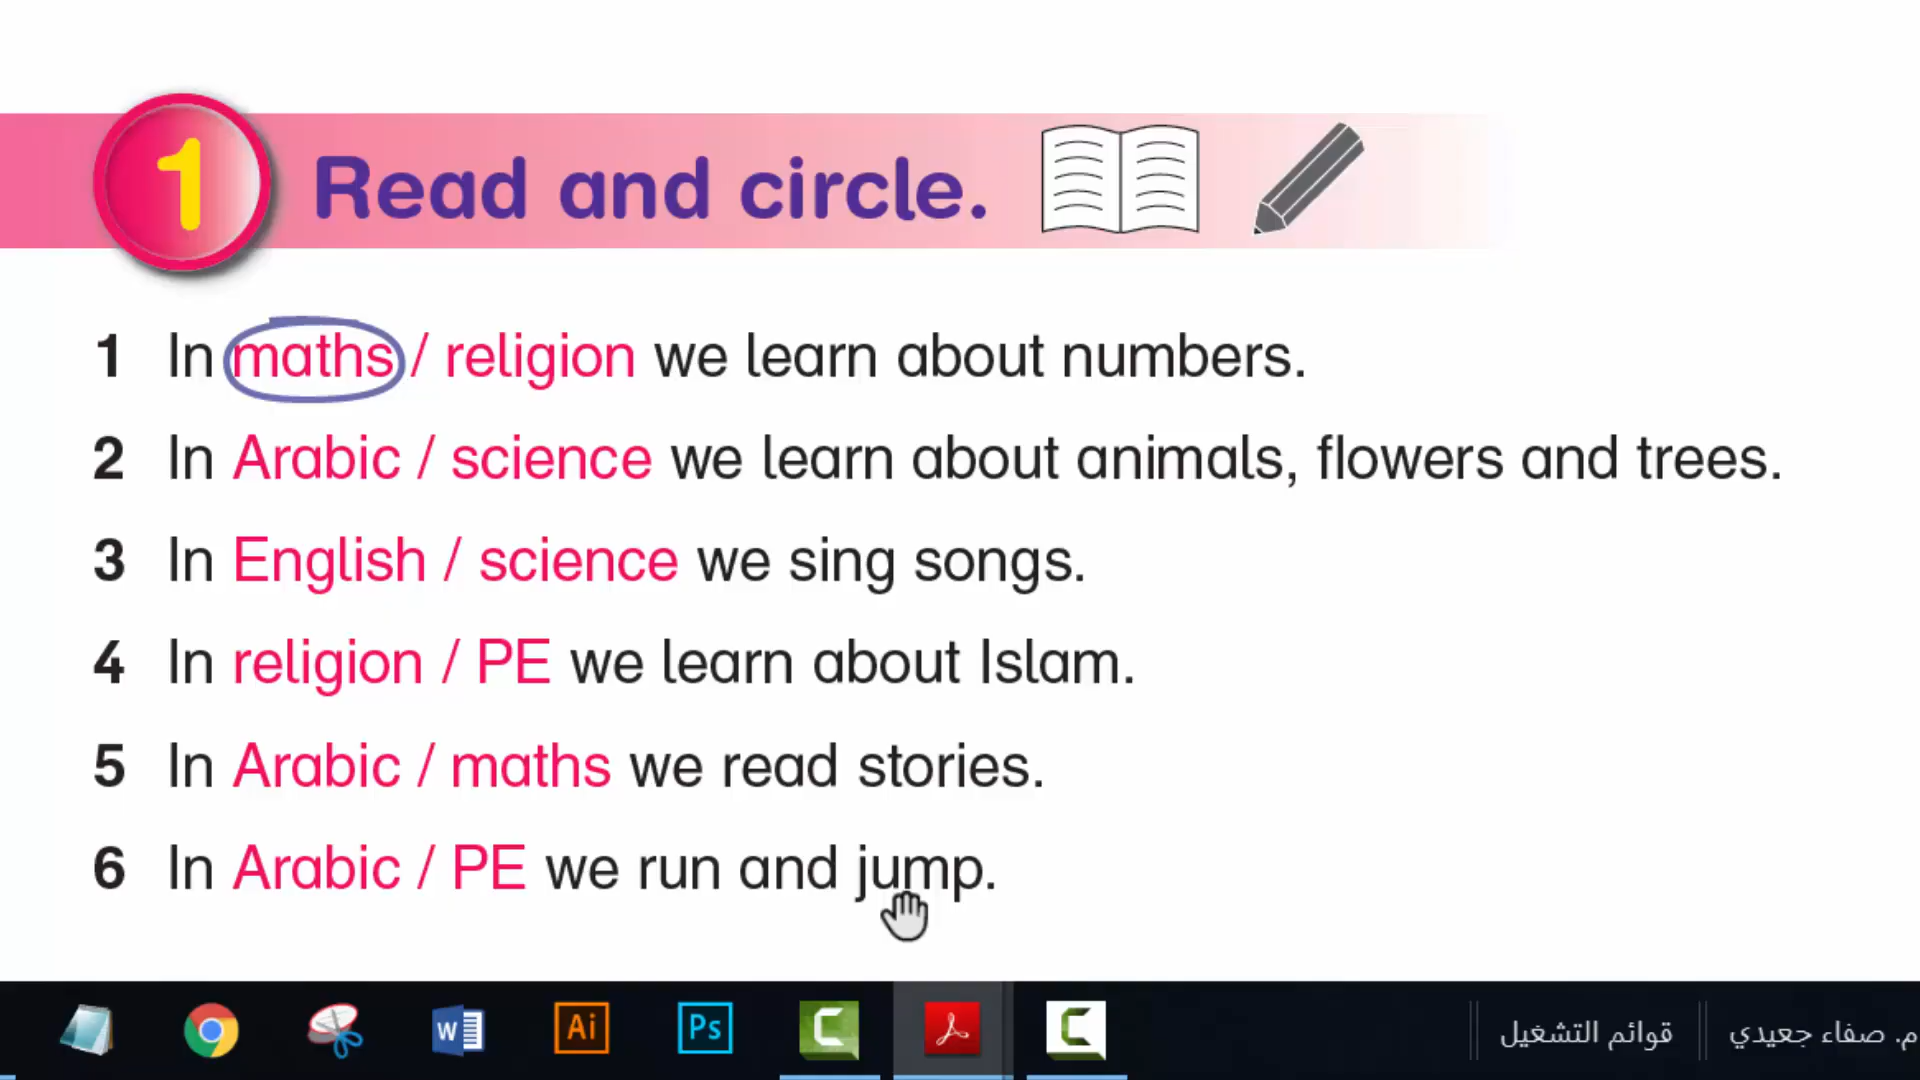 1 Read and circle.
1 In maths / religion we learn about numbers.
2 In Arabic / science we learn about animals, flowers and trees.
3 In English / science we sing songs.
4 In religion / PE we learn about Islam.
5 In Arabic / maths we read stories.
6 In Arabic / PE we run and jump.
W Ai Ps C C قوائم التشغيل م. صفاء جعيدي